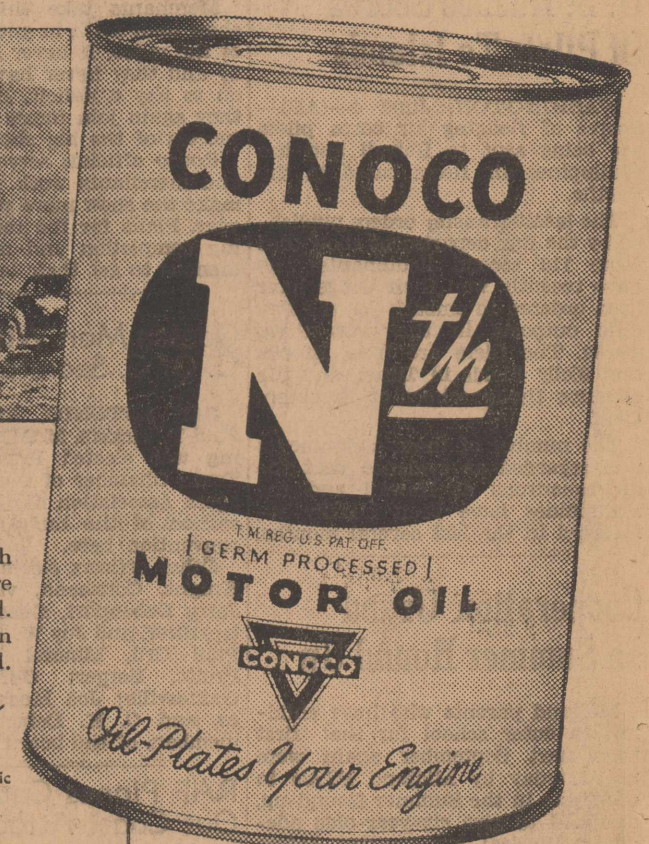 CONOCO
Nth
T. M. REG. U. S. PAT. OFF.
[GERM PROCESSED]
MOTOR OIL
CONOCO
Oil-Plates Your Engine